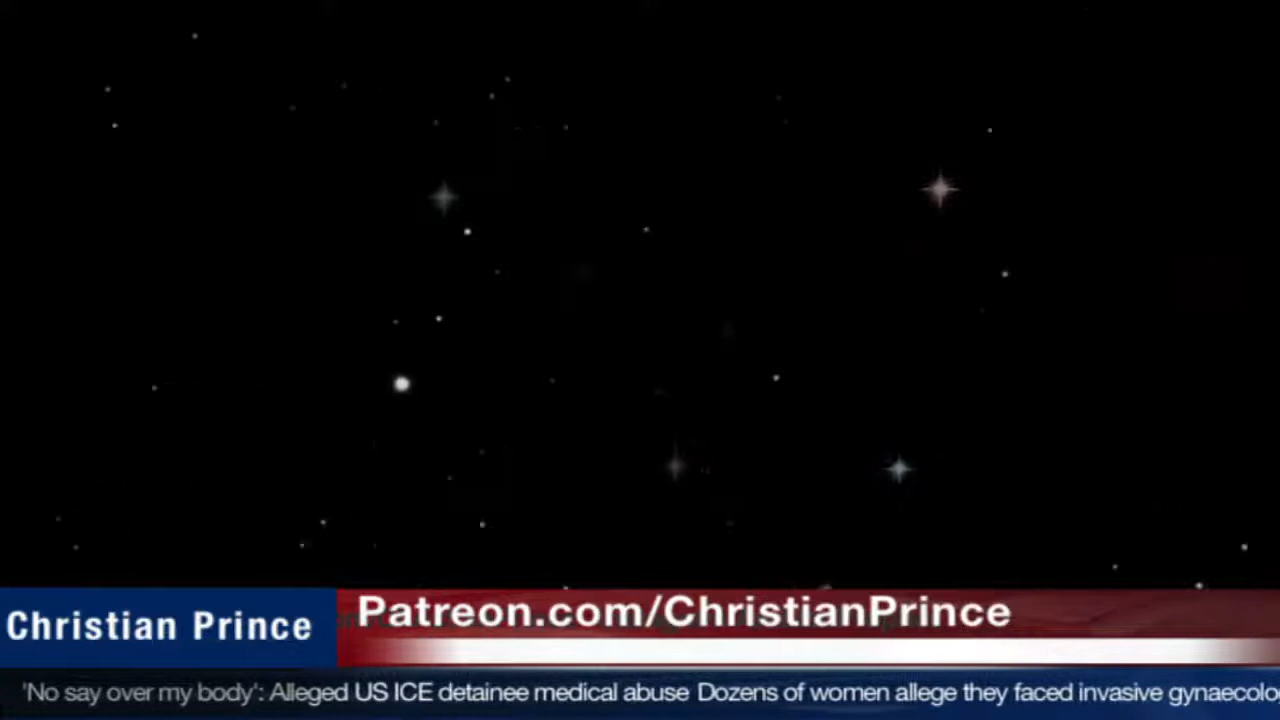 Patreon.com/ChristianPrince
Christian Prince
'No say over my body': Alleged US ICE detainee medical abuse Dozens of women allege they faced invasive